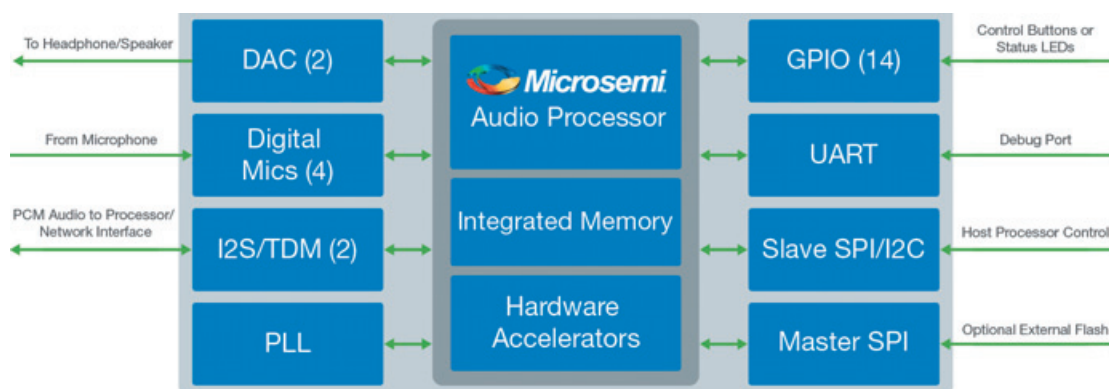 To Headphone/Speaker
DAC (2)
Microsemi.
Audio Processor
GPIO (14)
Control Buttons or
Status LEDs
From Microphone
Digital
Mics (4)
UART
Debug Port
PCM Audio to Processor/
Network Interface
I2S/TDM (2)
Integrated Memory
Slave SPI/I2C
Host Processor Control
PLL
Hardware
Accelerators
Master SPI
Optional External Flash